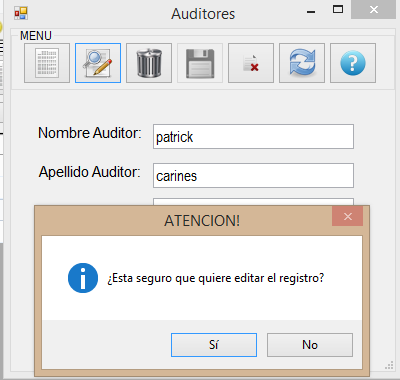 Auditores
MENU
?
Nombre Auditor:
patrick
Apellido Auditor:
carines
ATENCION!
¿Esta seguro que quiere editar el registro?
Sí
No